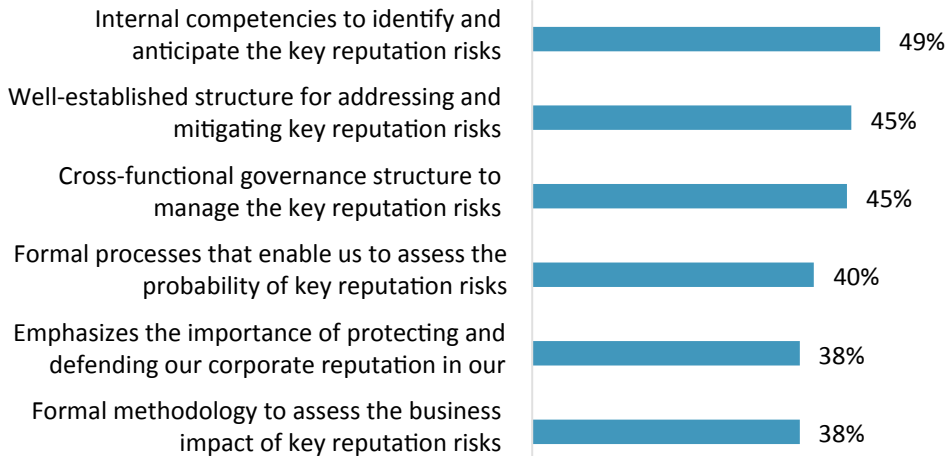 Internal competencies to identify and
anticipate the key reputation risks
49%
Well-established structure for addressing and
mitigating key reputation risks
45%
Cross-functional governance structure to
manage the key reputation risks
45%
Formal processes that enable us to assess the
probability of key reputation risks
40%
Emphasizes the importance of protecting and
defending our corporate reputation in our
38%
Formal methodology to assess the business
impact of key reputation risks
38%